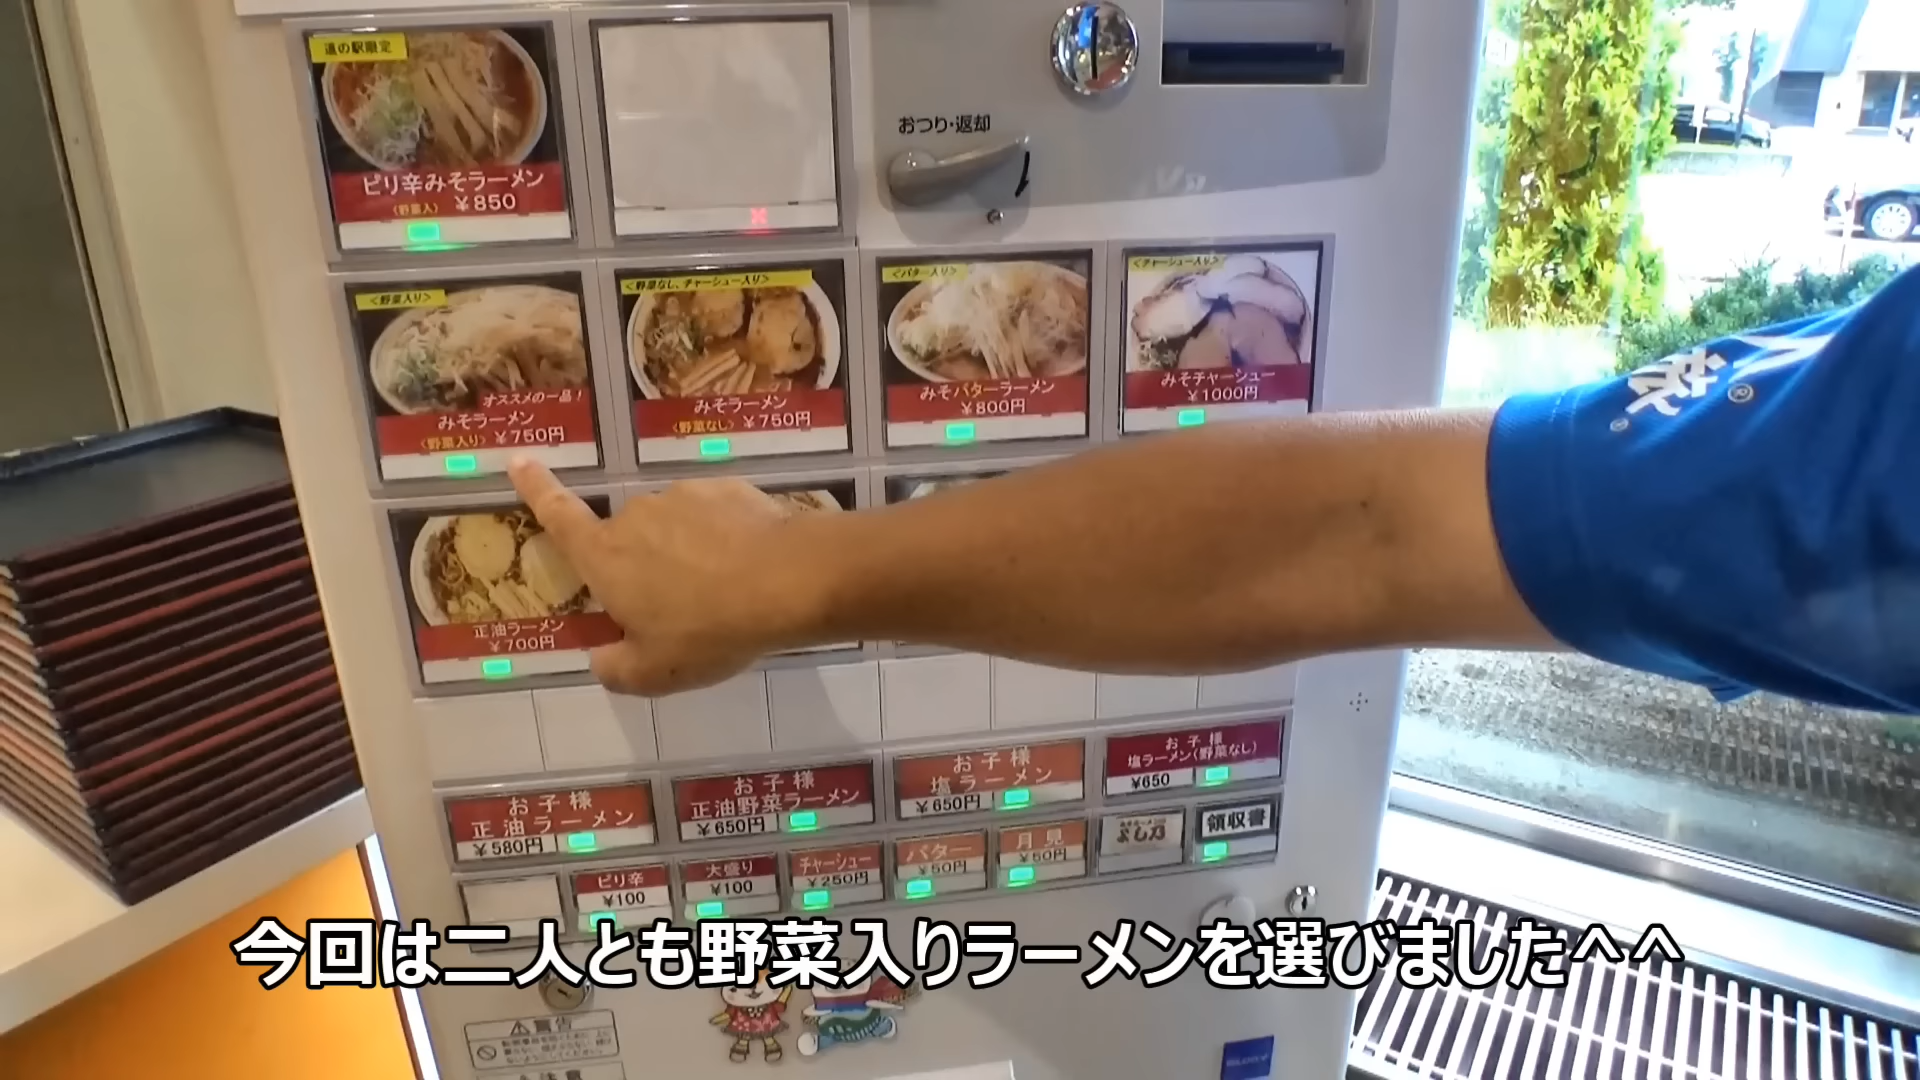 道の駅限定
ピリ辛みそラーメン
(野菜入) ¥850
おつり・返却
<野菜入り>
オススメの一品!
みそラーメン
(野菜入り) ¥750円
<野菜なし、チャーシュー入り>
みそラーメン
(野菜なし) ¥750円
<バター入り>
みそバターラーメン
¥800円
<チャーシュー入り>
みそチャーシュー
¥1000円
正油ラーメン
¥700円
お子様
正油ラーメン
¥580円
お子様
正油野菜ラーメン
¥650円
お子様
塩ラーメン
¥650円
お子様
塩ラーメン(野菜なし)
¥650
ピリ辛
¥100
大盛り
¥100
チャーシュー
¥250円
バター
¥50円
月見
¥50円
よし乃
領収書
今回は二人とも野菜入りラーメンを選びました^^
警告
注意